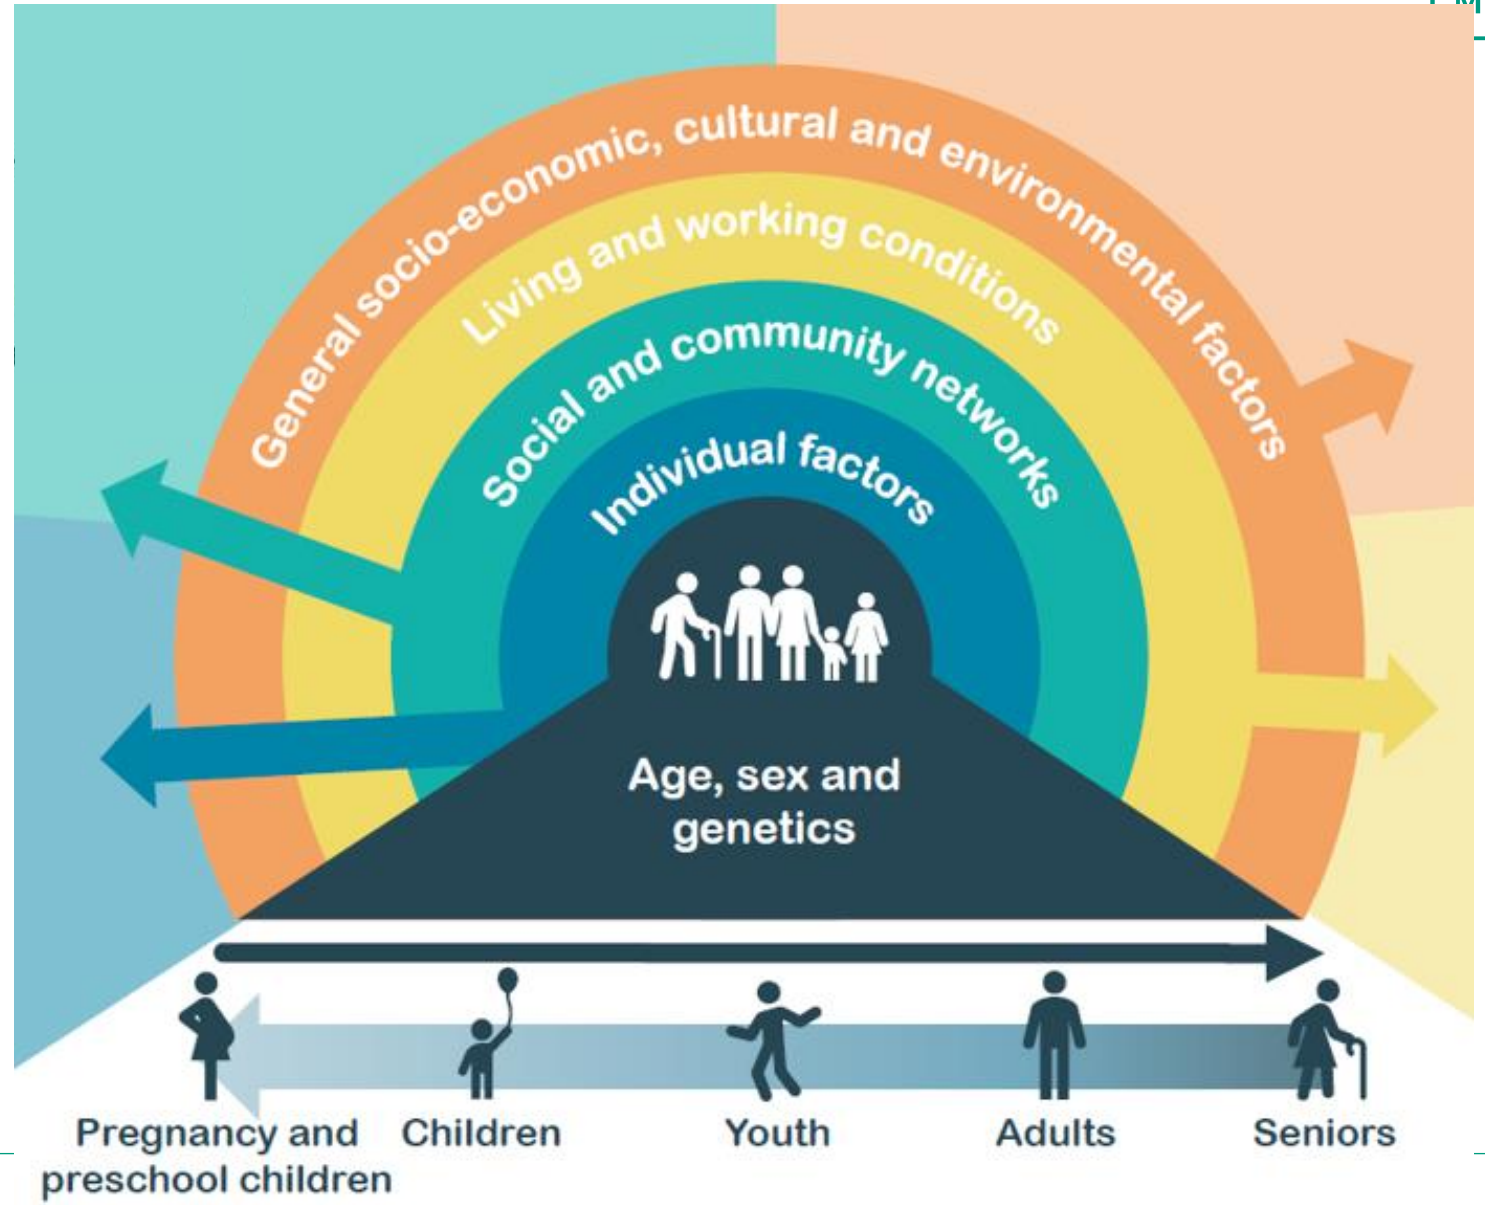 General socio-economic, cultural and environmental factors
Living and working conditions
Social and community networks
Individual factors
Age, sex and
genetics
Pregnancy and
preschool children
Children
Youth
Adults
Seniors